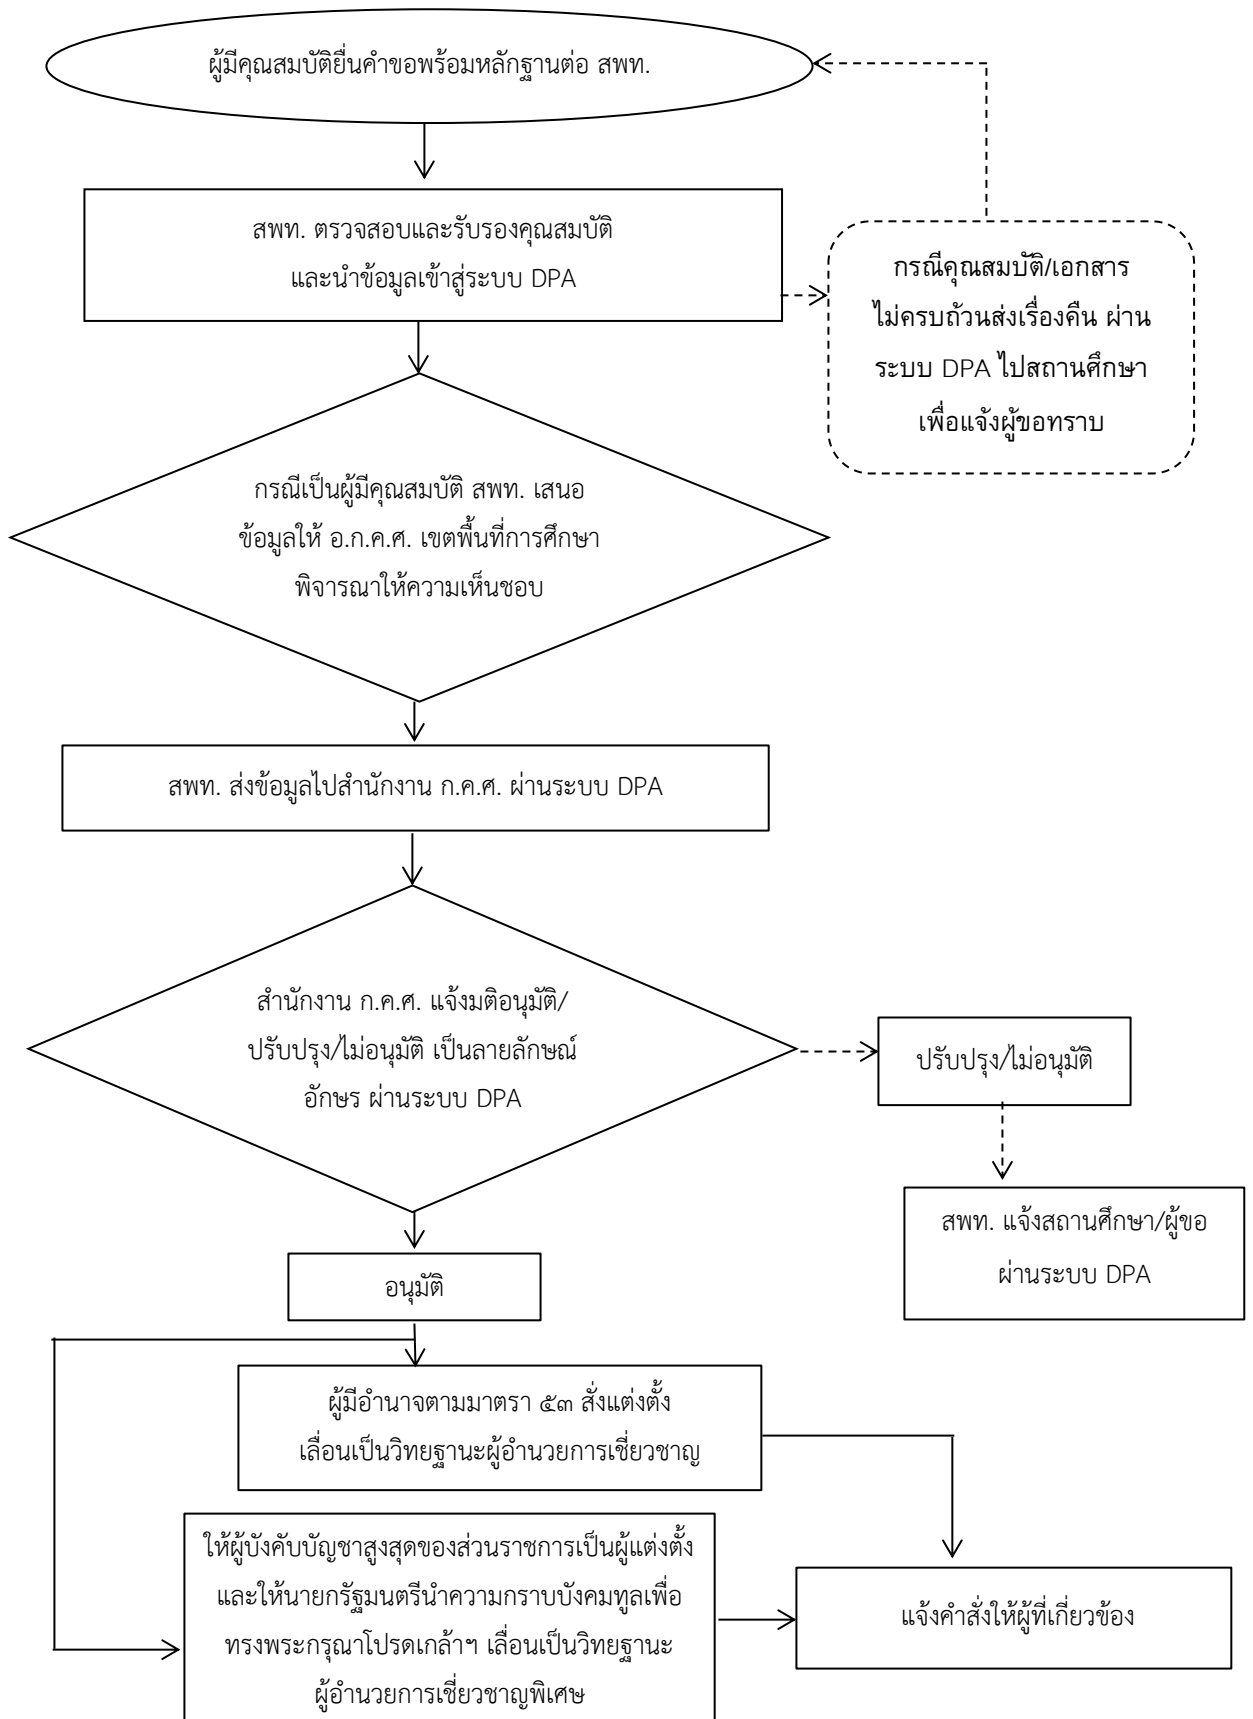 ผู้มีคุณสมบัติยื่นคำขอพร้อมหลักฐานต่อ สพท.
สพท. ตรวจสอบและรับรองคุณสมบัติ
และนำข้อมูลเข้าสู่ระบบ DPA
กรณีคุณสมบัติ/เอกสาร
ไม่ครบถ้วนส่งเรื่องคืน ผ่าน
ระบบ DPA ไปสถานศึกษา
เพื่อแจ้งผู้ขอทราบ
กรณีเป็นผู้มีคุณสมบัติ สพท. เสนอ
ข้อมูลให้ อ.ก.ค.ศ. เขตพื้นที่การศึกษา
พิจารณาให้ความเห็นชอบ
สพท. ส่งข้อมูลไปสำนักงาน ก.ค.ศ. ผ่านระบบ DPA
สำนักงาน ก.ค.ศ. แจ้งมติอนุมัติ/
ปรับปรุง/ไม่อนุมัติ เป็นลายลักษณ์
อักษร ผ่านระบบ DPA
ปรับปรุง/ไม่อนุมัติ
สพท. แจ้งสถานศึกษา/ผู้ขอ
ผ่านระบบ DPA
อนุมัติ
ผู้มีอำนาจตามมาตรา ๕๓ สั่งแต่งตั้ง
เลื่อนเป็นวิทยฐานะผู้อำนวยการเชี่ยวชาญ
ให้ผู้บังคับบัญชาสูงสุดของส่วนราชการเป็นผู้แต่งตั้ง
และให้นายกรัฐมนตรีนำความกราบบังคมทูลเพื่อ
ทรงพระกรุณาโปรดเกล้าฯ เลื่อนเป็นวิทยฐานะ
ผู้อำนวยการเชี่ยวชาญพิเศษ
แจ้งคำสั่งให้ผู้ที่เกี่ยวข้อง